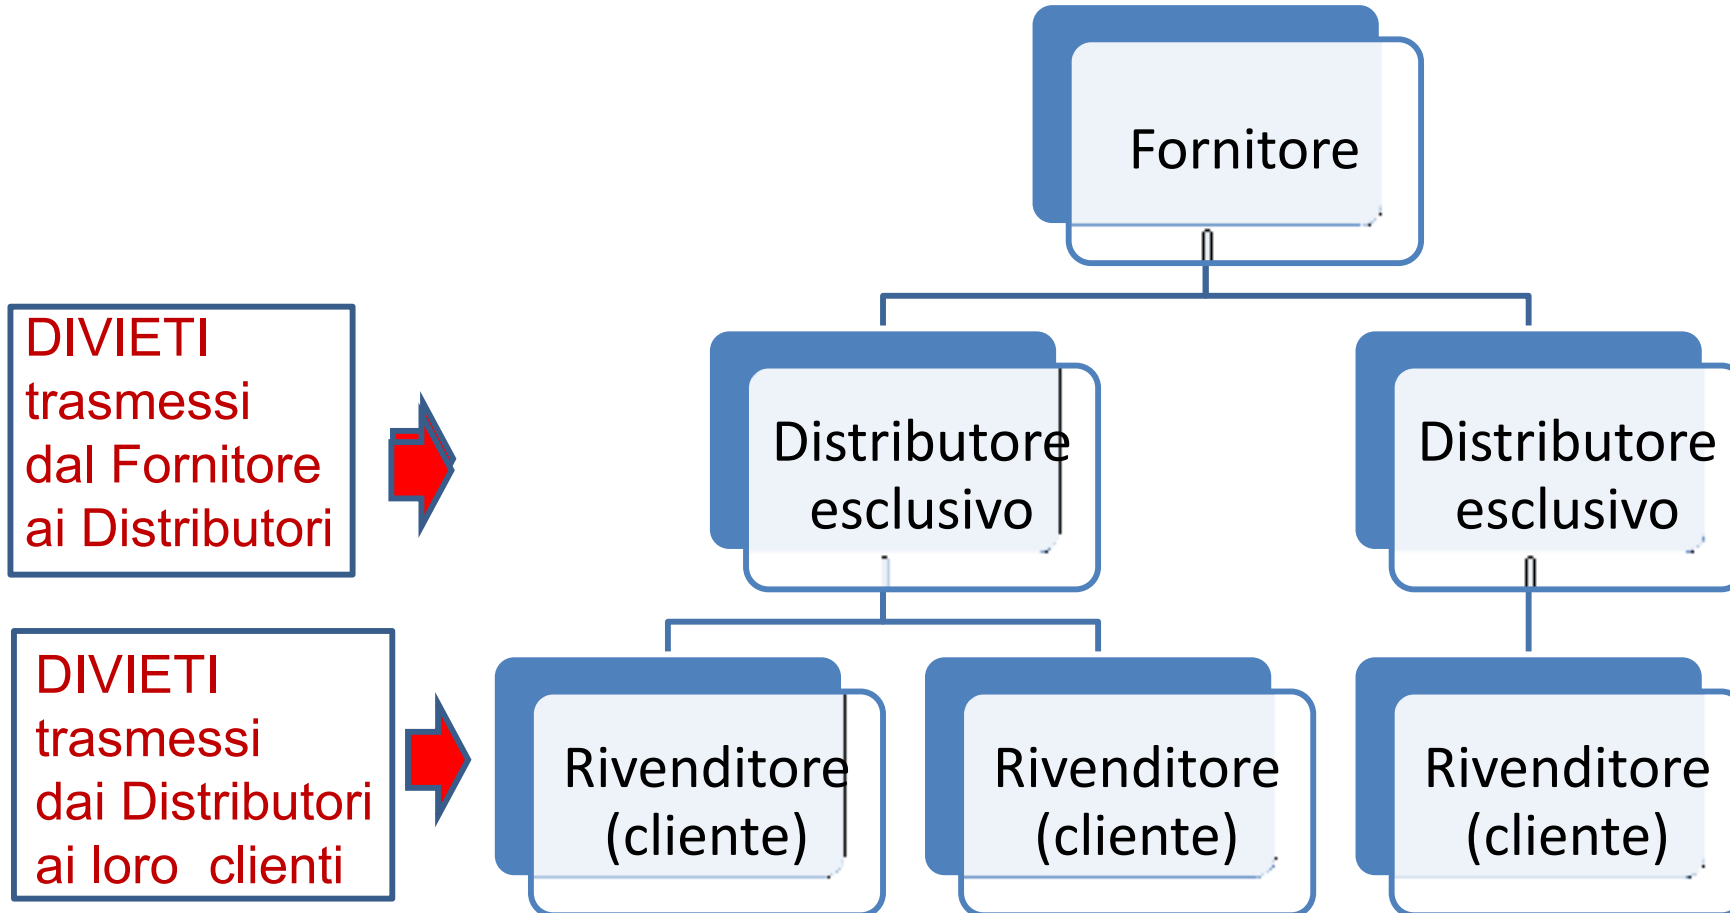 Fornitore
DIVIETI
trasmessi
dal Fornitore
ai Distributori
Distributore
esclusivo
Distributore
esclusivo
DIVIETI
trasmessi
dai Distributori
ai loro  clienti
Rivenditore
(cliente)
Rivenditore
(cliente)
Rivenditore
(cliente)